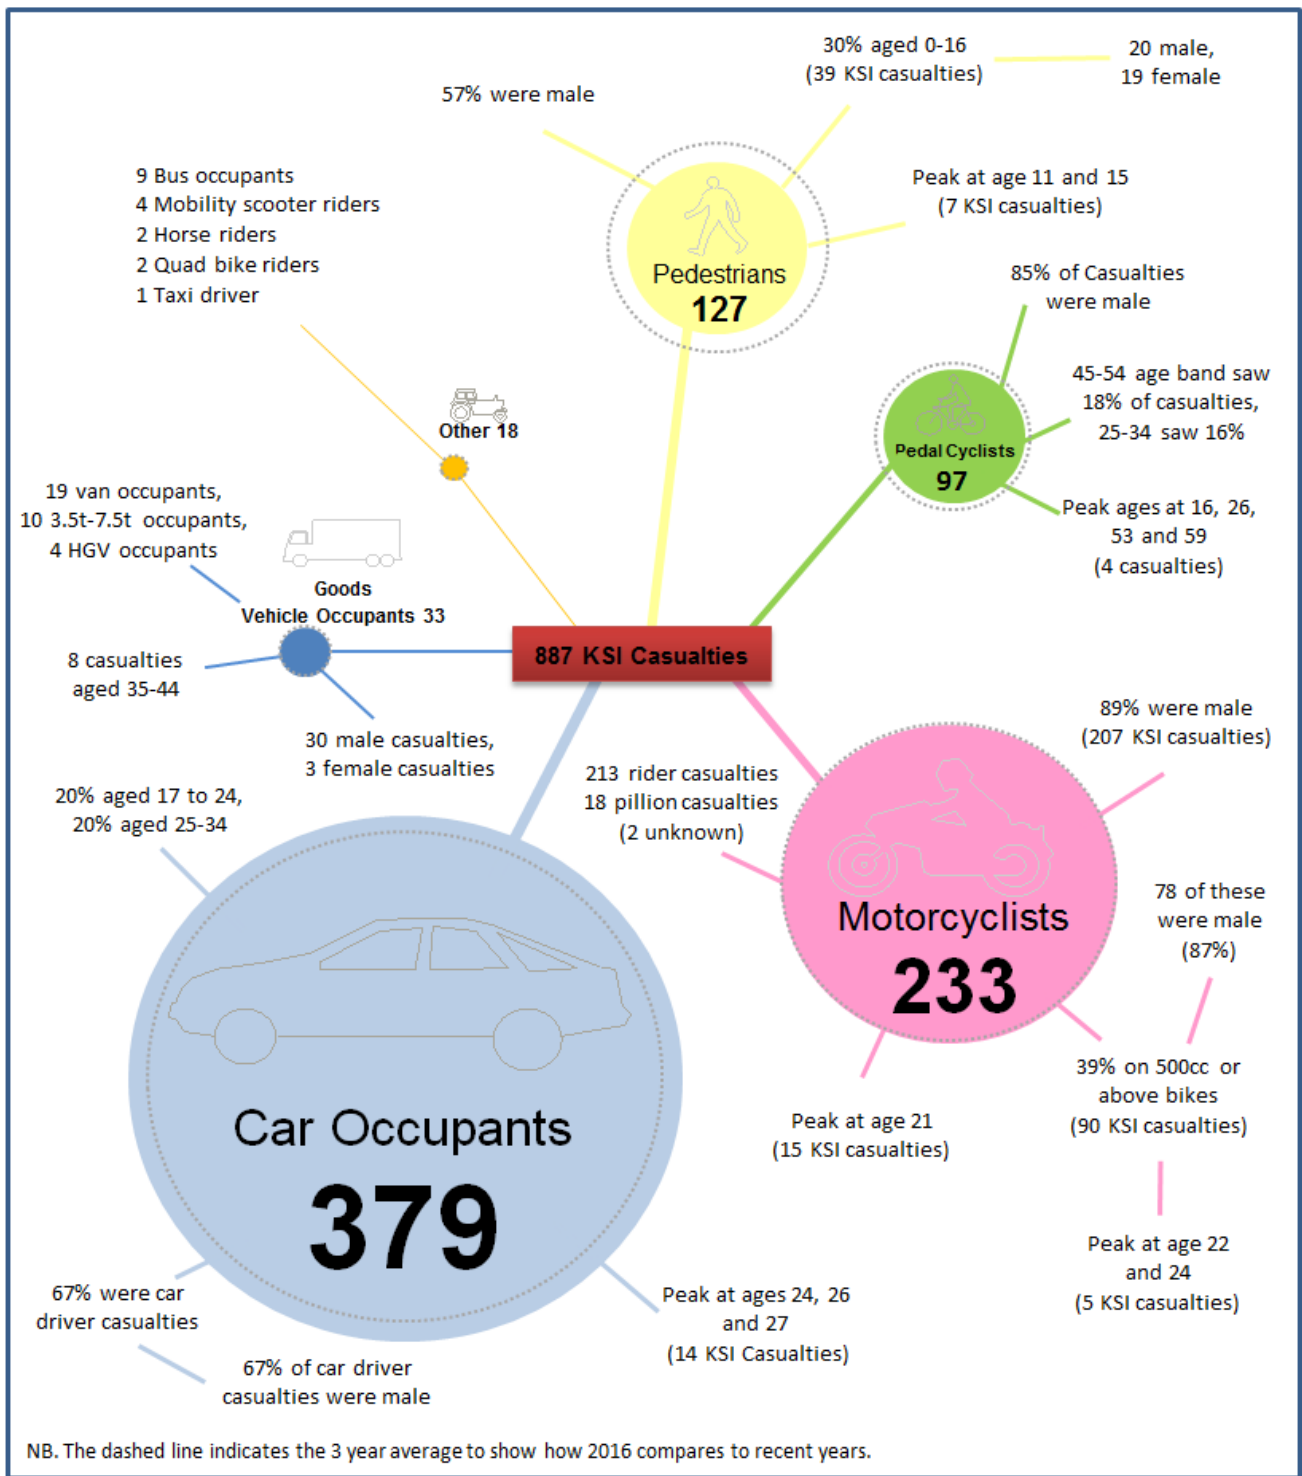 30% aged 0-16
(39 KSI casualties)
20 male,
19 female
57% were male
9 Bus occupants
4 Mobility scooter riders
2 Horse riders
2 Quad bike riders
1 Taxi driver
Peak at age 11 and 15
(7 KSI casualties)
Pedestrians
127
85% of Casualties
were male
45-54 age band saw
18% of casualties,
25-34 saw 16%
Pedal Cyclists
97
Peak ages at 16, 26,
53 and 59
(4 casualties)
Other 18
19 van occupants,
10 3.5t-7.5t occupants,
4 HGV occupants
Goods
Vehicle Occupants 33
8 casualties
aged 35-44
30 male casualties,
3 female casualties
887 KSI Casualties
89% were male
(207 KSI casualties)
213 rider casualties
18 pillion casualties
(2 unknown)
20% aged 17 to 24,
20% aged 25-34
Motorcyclists
233
78 of these
were male
(87%)
39% on 500cc or
above bikes
(90 KSI casualties)
Peak at age 21
(15 KSI casualties)
Peak at age 22
and 24
(5 KSI casualties)
Car Occupants
379
67% were car
driver casualties
67% of car driver
casualties were male
Peak at ages 24, 26
and 27
(14 KSI Casualties)
NB. The dashed line indicates the 3 year average to show how 2016 compares to recent years.